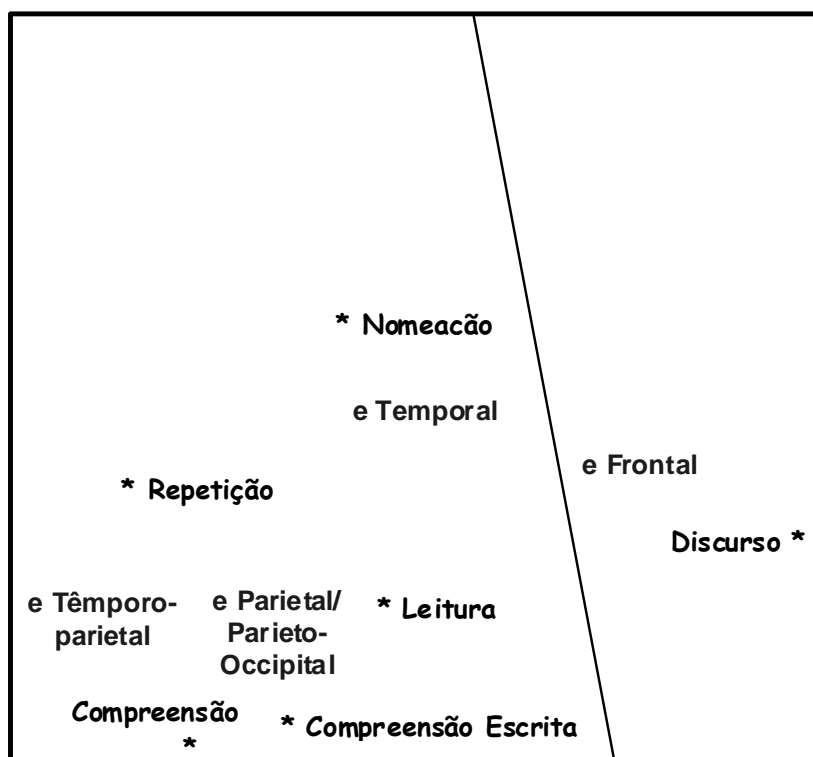 * Nomeacão
e Temporal
e Frontal
* Repetição
Discurso *
e Têmporo-
parietal
e Parietal/
Parieto-
Occipital
* Leitura
Compreensão
*
* Compreensão Escrita